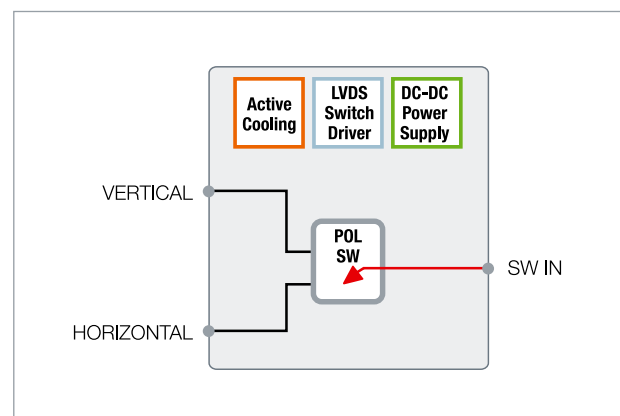 Active
Cooling
LVDS
Switch
Driver
DC-DC
Power
Supply
VERTICAL
POL
SW
SW IN
HORIZONTAL